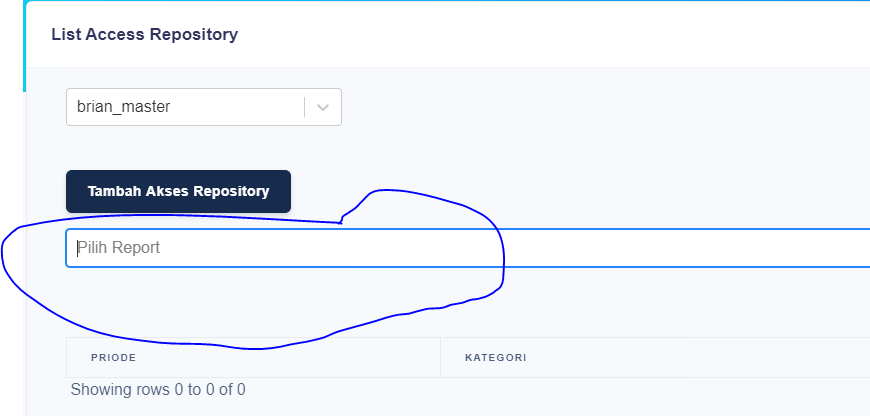 List Access Repository
brian_master
Tambah Akses Repository
Pilih Report
PRIODE KATEGORI
Showing rows 0 to 0 of 0